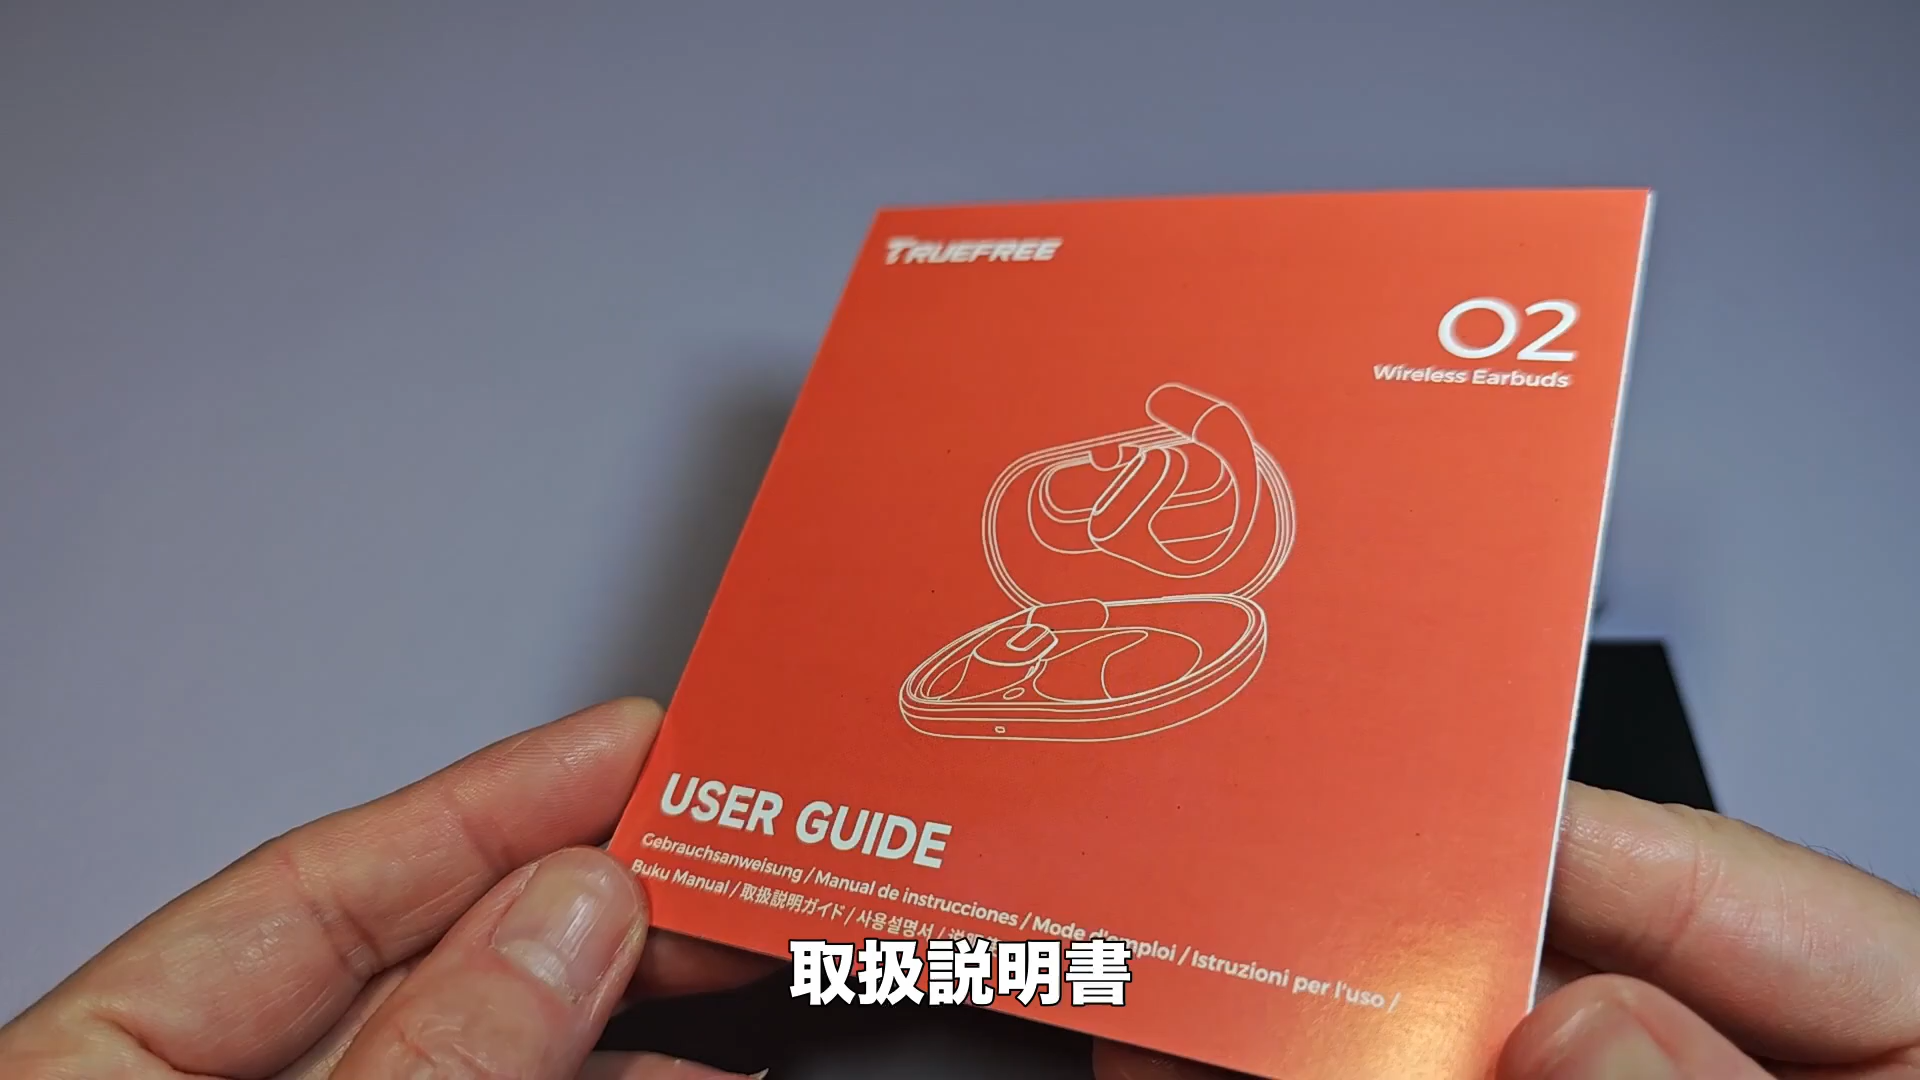 TRUEFREE
O2
Wireless Earbuds
USER GUIDE
Gebrauchsanweisung / Manual de instrucciones / Mode d'emploi / Istruzioni per l'uso /
Buku Manual / 取扱説明ガイド / 사용설명서 /
取扱説明書